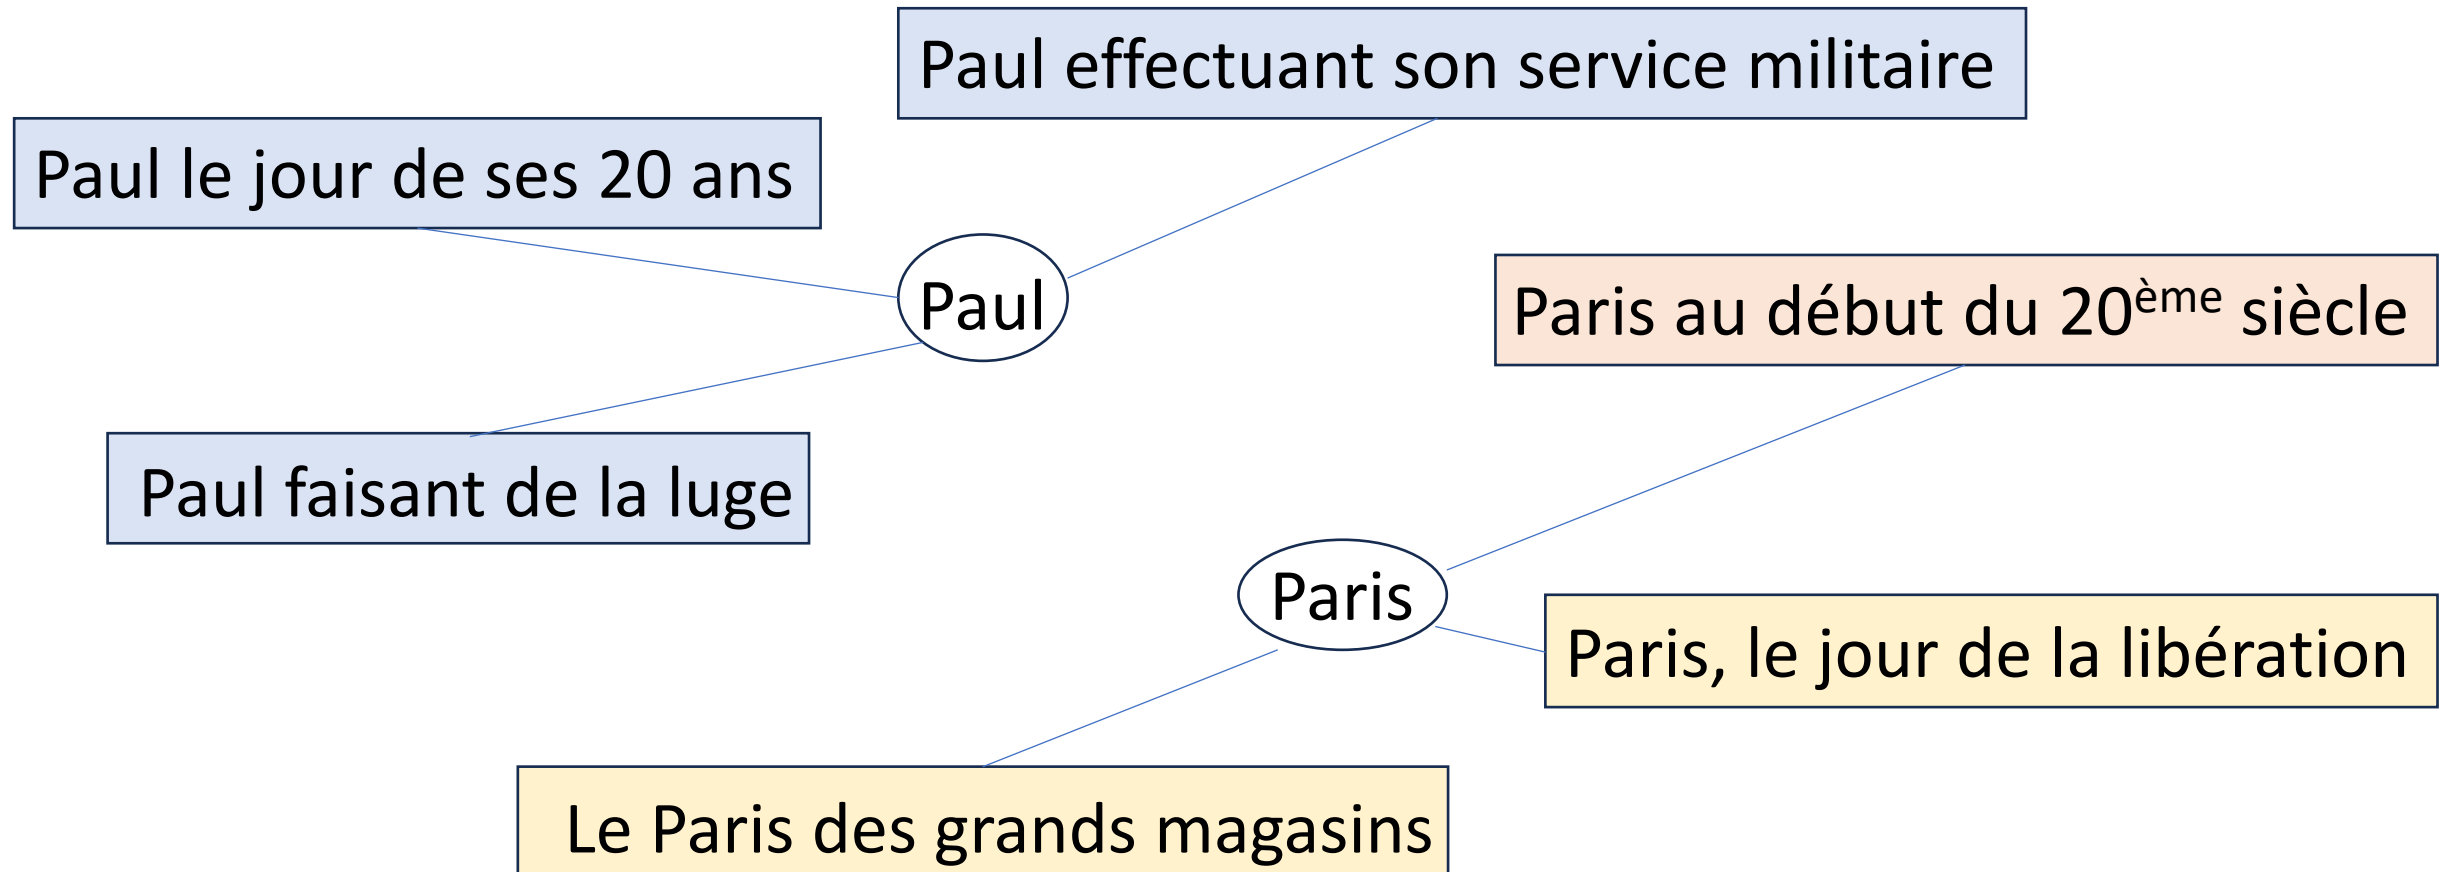 Paul effectuant son service militaire
Paul le jour de ses 20 ans
Paul
Paris au début du 20ème siècle
Paul faisant de la luge
Paris
Paris, le jour de la libération
Le Paris des grands magasins